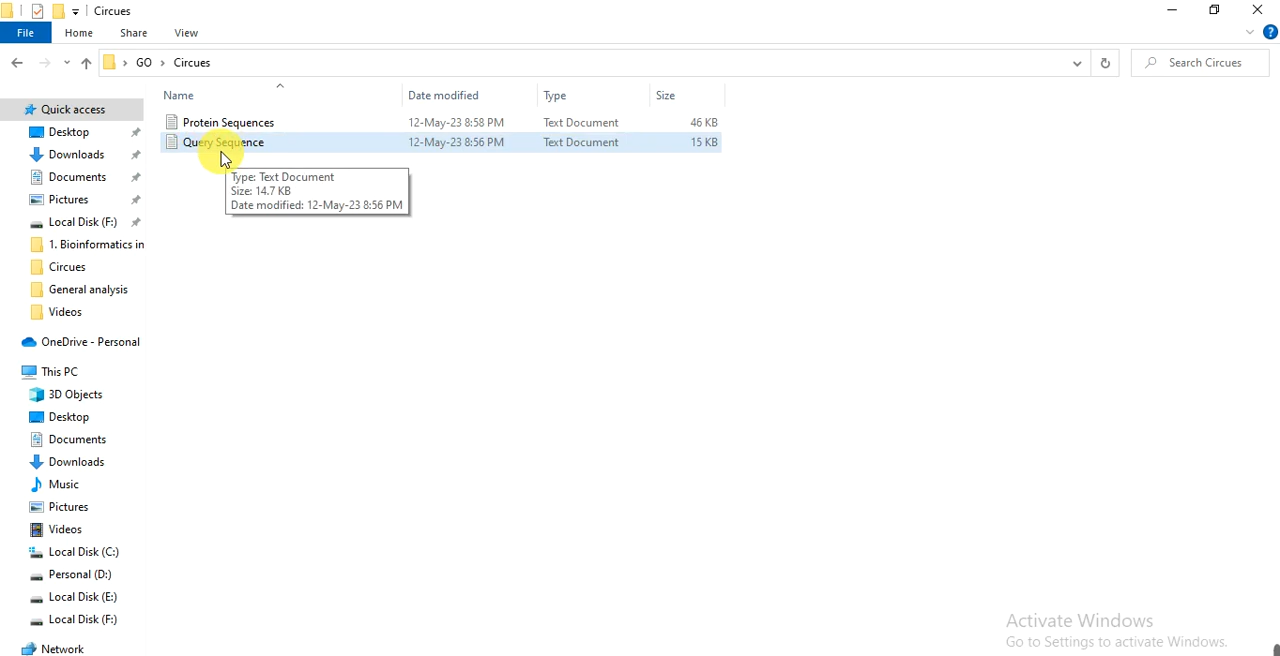 Circues
File Home Share View
GO Circues Search Circues
Name Date modified Type Size
Quick access
Protein Sequences 12-May-23 8:58 PM Text Document 46 KB
Desktop
Query Sequence 12-May-23 8:56 PM Text Document 15 KB
Downloads
Type: Text Document
Documents
Size: 14.7 KB
Pictures
Date modified: 12-May-23 8:56 PM
Local Disk (F:)
1. Bioinformatics in
Circues
General analysis
Videos
OneDrive - Personal
This PC
3D Objects
Desktop
Documents
Downloads
Music
Pictures
Videos
Local Disk (C:)
Personal (D:)
Local Disk (E:)
Local Disk (F:)
Network
Activate Windows
Go to Settings to activate Windows.